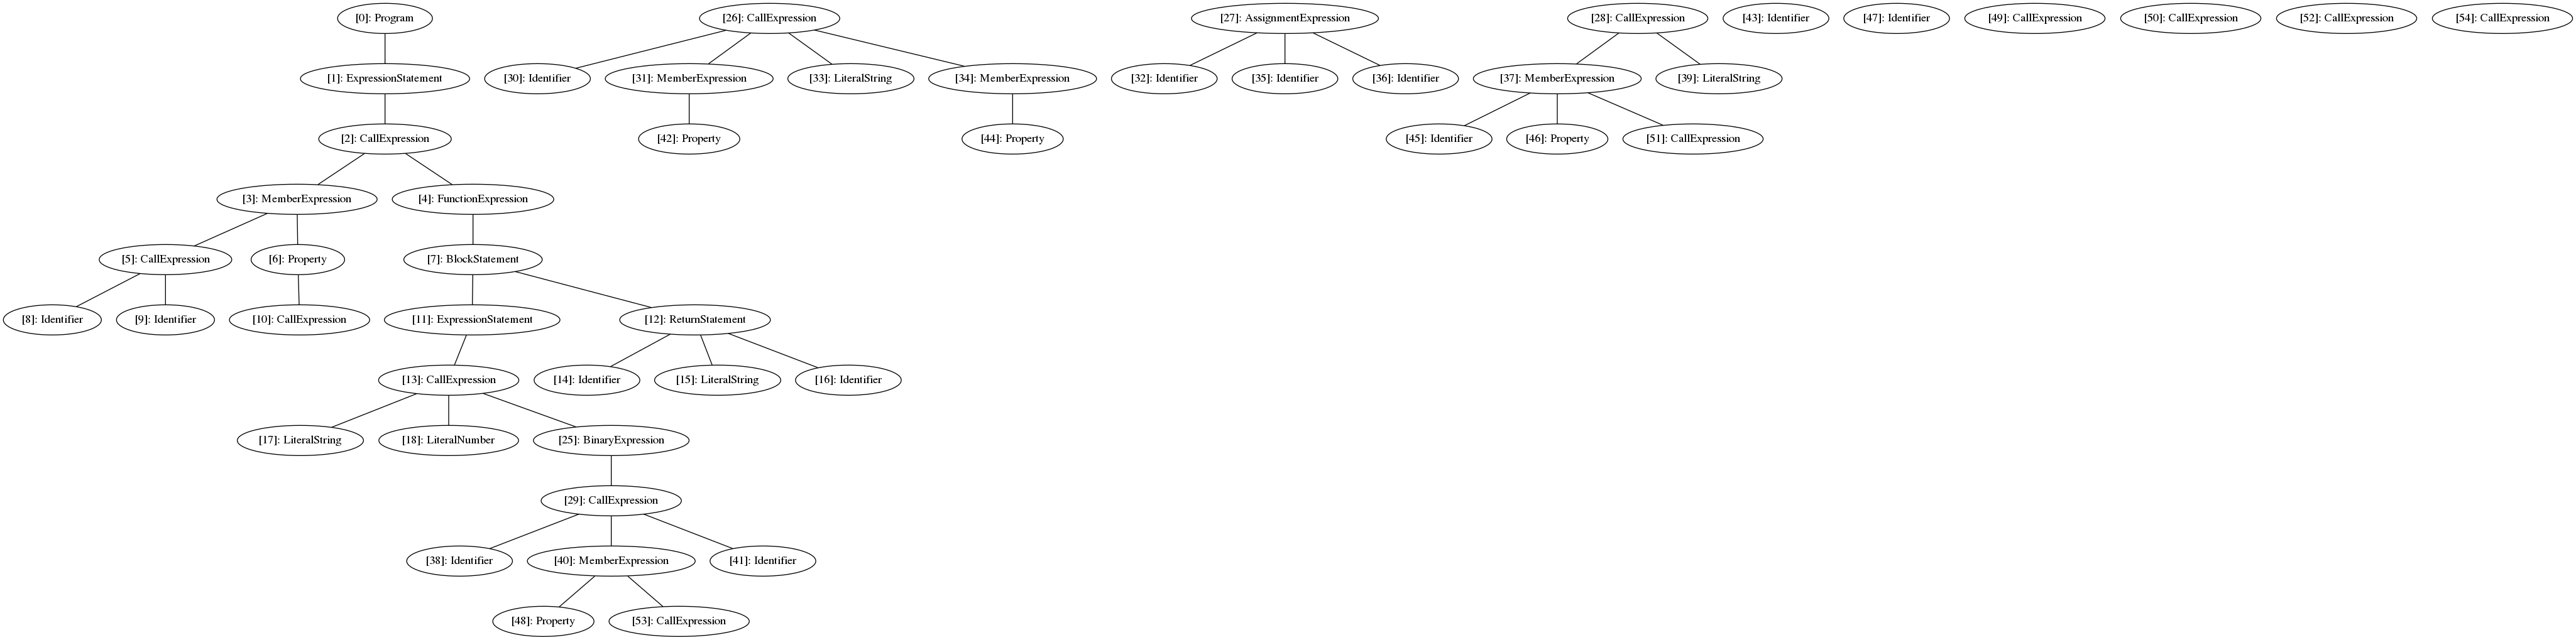 [0]: Program
[26]: CallExpression
[27]: AssignmentExpression
[28]: CallExpression
[43]: Identifier
[47]: Identifier
[49]: CallExpression
[50]: CallExpression
[52]: CallExpression
[54]: CallExpression
[1]: ExpressionStatement
[30]: Identifier
[31]: MemberExpression
[33]: LiteralString
[34]: MemberExpression
[32]: Identifier
[35]: Identifier
[36]: Identifier
[37]: MemberExpression
[39]: LiteralString
[2]: CallExpression
[42]: Property
[44]: Property
[45]: Identifier
[46]: Property
[51]: CallExpression
[3]: MemberExpression
[4]: FunctionExpression
[5]: CallExpression
[6]: Property
[7]: BlockStatement
[8]: Identifier
[9]: Identifier
[10]: CallExpression
[11]: ExpressionStatement
[12]: ReturnStatement
[13]: CallExpression
[14]: Identifier
[15]: LiteralString
[16]: Identifier
[17]: LiteralString
[18]: LiteralNumber
[25]: BinaryExpression
[29]: CallExpression
[38]: Identifier
[40]: MemberExpression
[41]: Identifier
[48]: Property
[53]: CallExpression